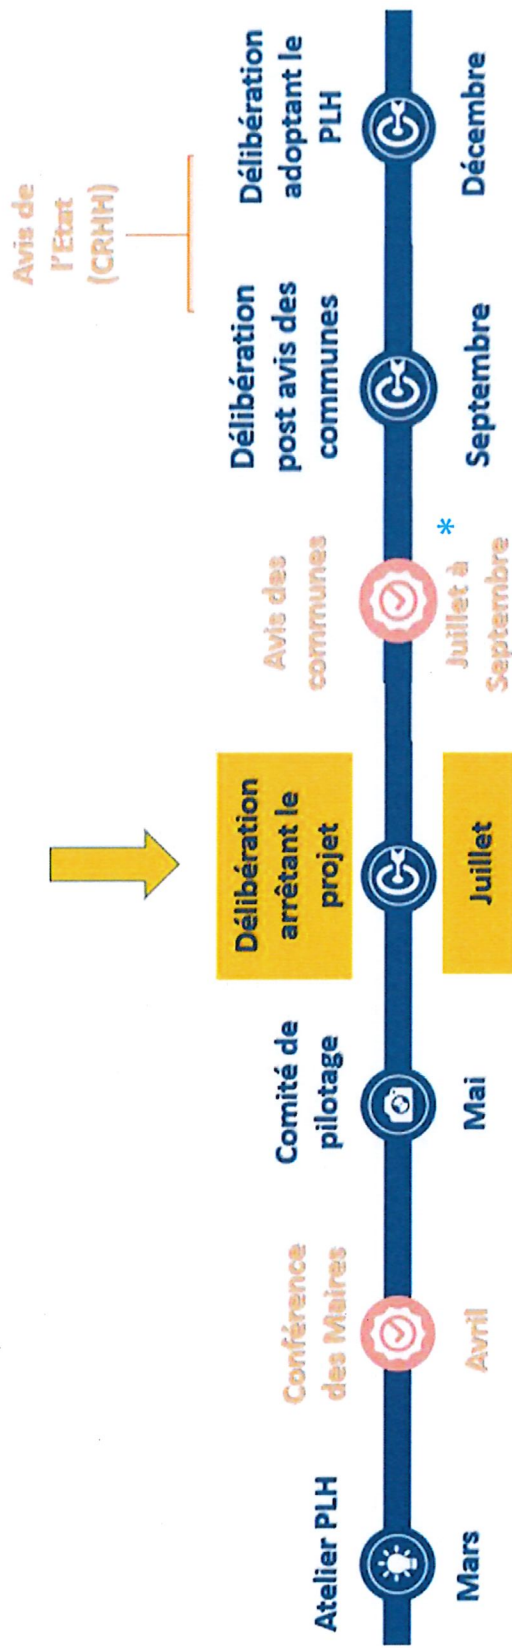 Atelier PLH
Mars
Conférence
des Maires
Avril
Comité de
pilotage
Mai
Délibération
arrêtant le
projet
Juillet
Avis des
communes
Juillet à
Septembre
*
Délibération
post avis des
communes
Septembre
Avis de
l'Etat
(CRHH)
Délibération
adoptant le
PLH
Décembre